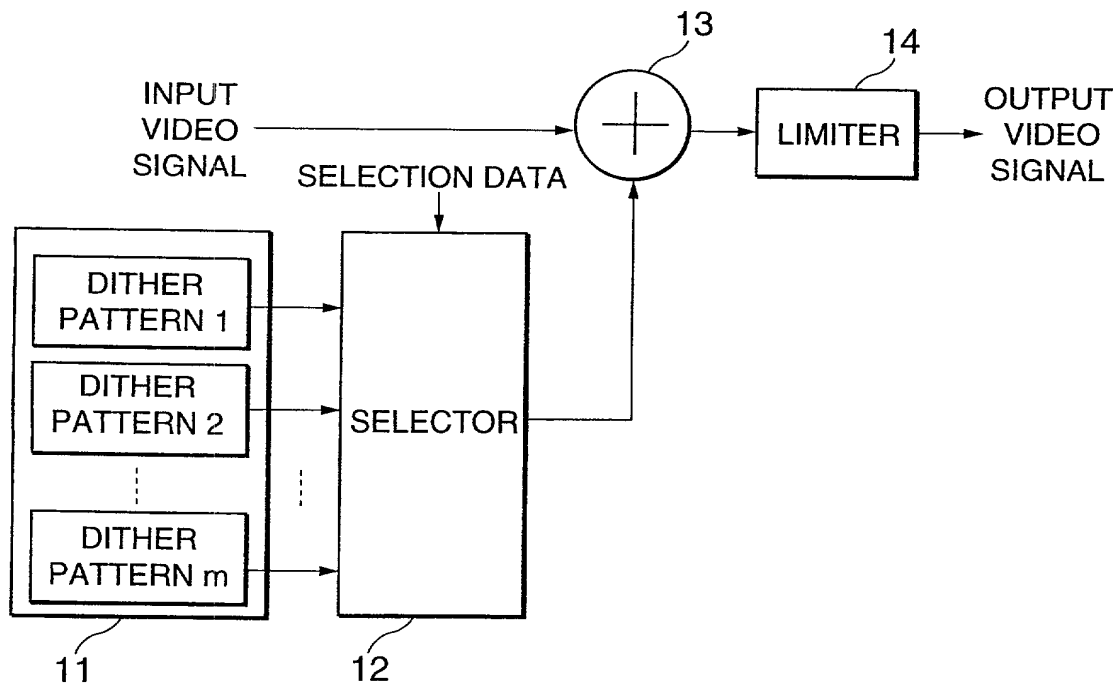 13
14
INPUT
VIDEO
SIGNAL
LIMITER
OUTPUT
VIDEO
SIGNAL
SELECTION DATA
DITHER
PATTERN 1
DITHER
PATTERN 2
SELECTOR
DITHER
PATTERN m
11
12